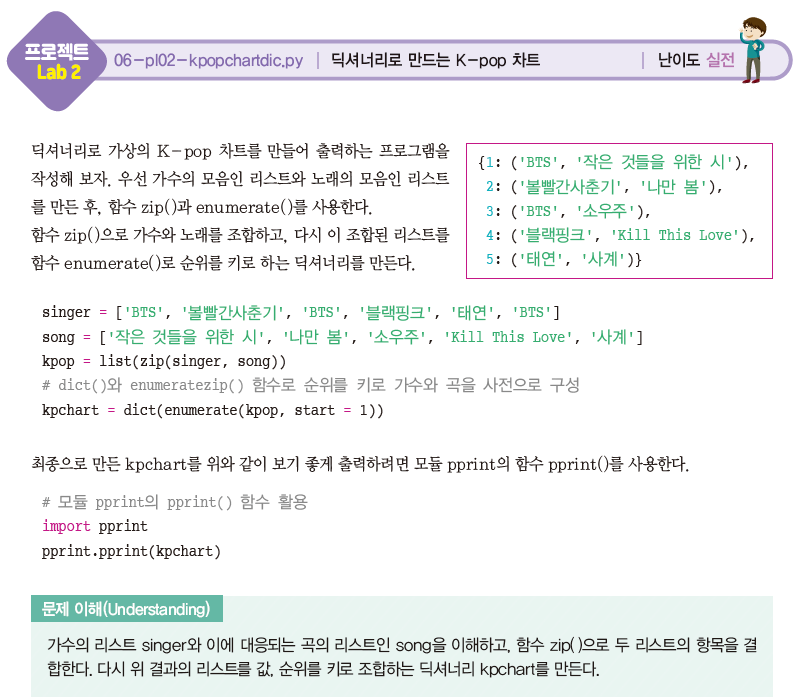 프로젝트
Lab 2
06-pl02-kpopchartdic.py | 딕셔너리로 만드는 K-pop 차트 | 난이도 실전
딕셔너리로 가상의 K-pop 차트를 만들어 출력하는 프로그램을
작성해 보자. 우선 가수의 모음인 리스트와 노래의 모음인 리스트
를 만든 후, 함수 zip()과 enumerate()를 사용한다.
함수 zip()으로 가수와 노래를 조합하고, 다시 이 조합된 리스트를
함수 enumerate()로 순위를 키로 하는 딕셔너리를 만든다.
{1: ('BTS', '작은 것들을 위한 시'),
2: ('볼빨간사춘기', '나만 봄'),
3: ('BTS', '소우주'),
4: ('블랙핑크', 'Kill This Love'),
5: ('태연', '사계')}
singer = ['BTS', '볼빨간사춘기', 'BTS', '블랙핑크', '태연', 'BTS']
song = ['작은 것들을 위한 시', '나만 봄', '소우주', 'Kill This Love', '사계']
kpop = list(zip(singer, song))
# dict()와 enumeratezip() 함수로 순위를 키로 가수와 곡을 사전으로 구성
kpchart = dict(enumerate(kpop, start = 1))
최종으로 만든 kpchart를 위와 같이 보기 좋게 출력하려면 모듈 pprint의 함수 pprint()를 사용한다.
# 모듈 pprint의 pprint() 함수 활용
import pprint
pprint.pprint(kpchart)
문제 이해(Understanding)
가수의 리스트 singer와 이에 대응되는 곡의 리스트인 song을 이해하고, 함수 zip()으로 두 리스트의 항목을 결
합한다. 다시 위 결과의 리스트를 값, 순위를 키로 조합하는 딕셔너리 kpchart를 만든다.